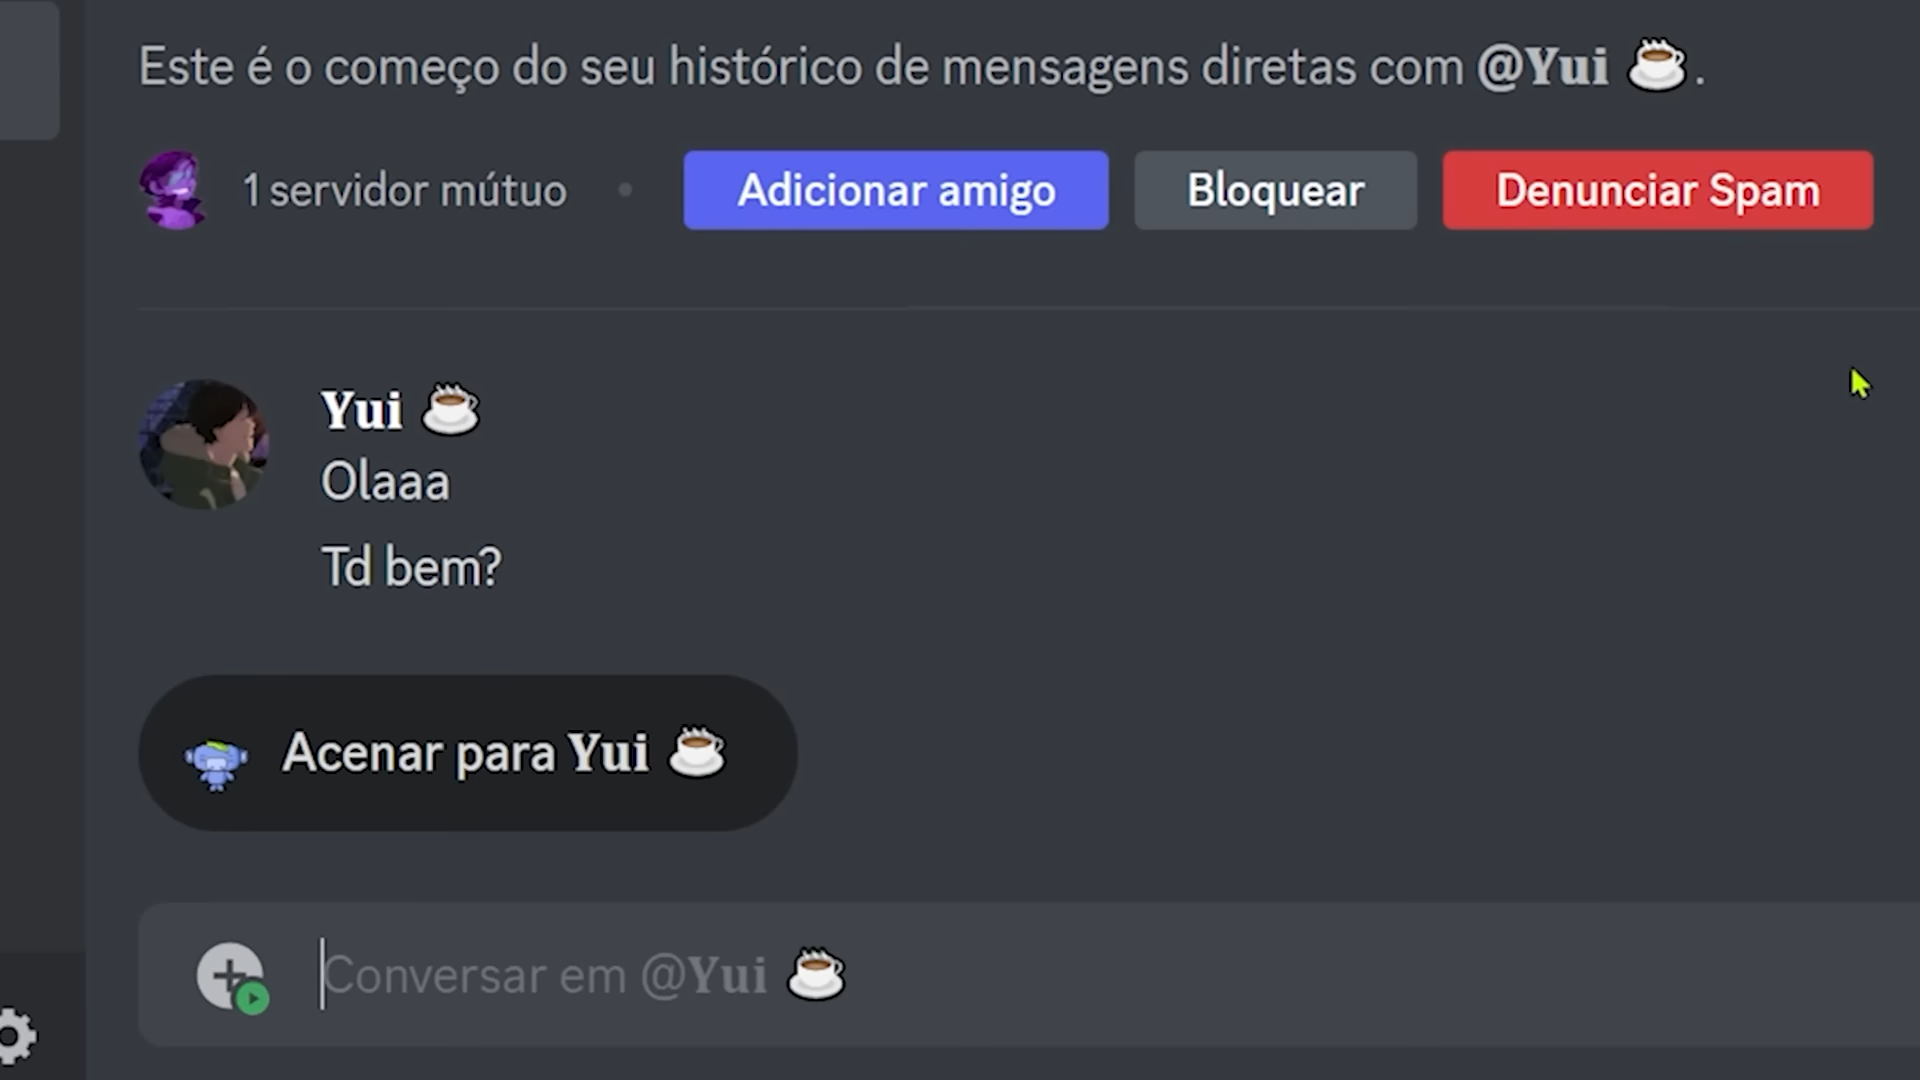 Este é o começo do seu histórico de mensagens diretas com @Yui ☕.
1 servidor mútuo • Adicionar amigo Bloquear Denunciar Spam
Yui ☕
Olaaa
Td bem?
Acenar para Yui ☕
Conversar em @Yui ☕